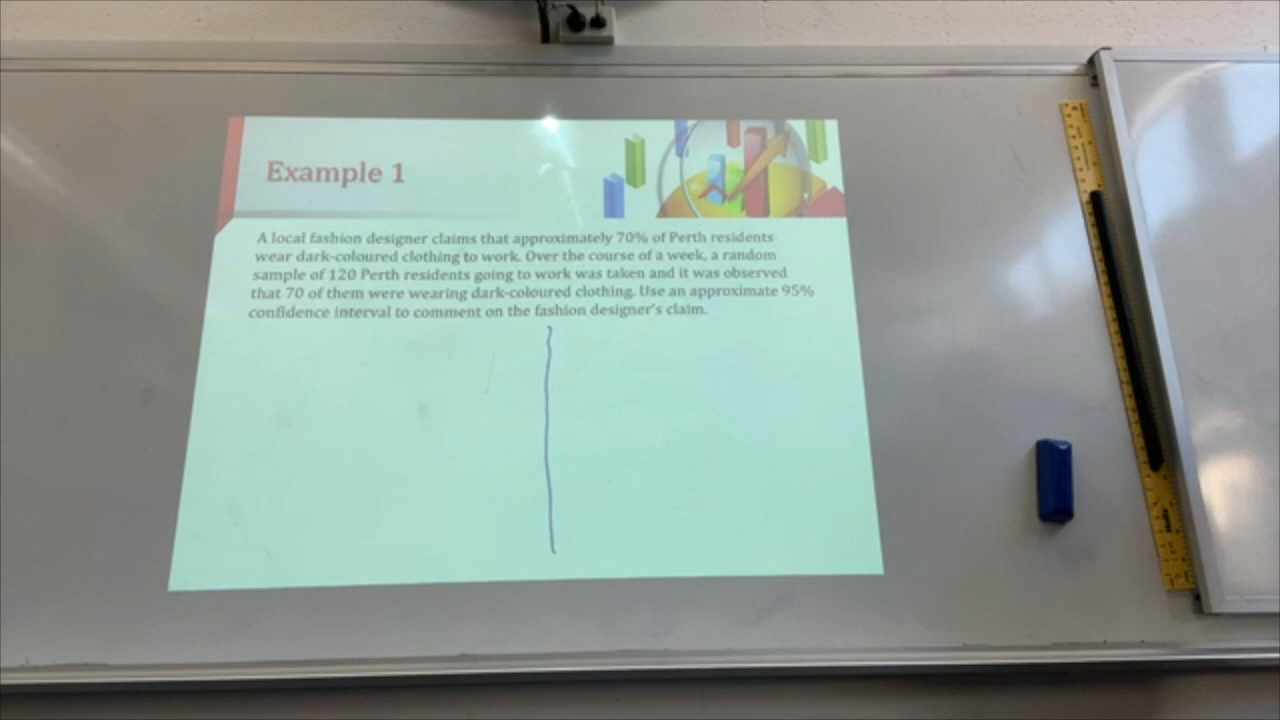 Example 1
A local fashion designer claims that approximately 70% of Perth residents
wear dark-coloured clothing to work. Over the course of a week, a random
sample of 120 Perth residents going to work was taken and it was observed
that 70 of them were wearing dark-coloured clothing. Use an approximate 95%
confidence interval to comment on the fashion designer's claim.